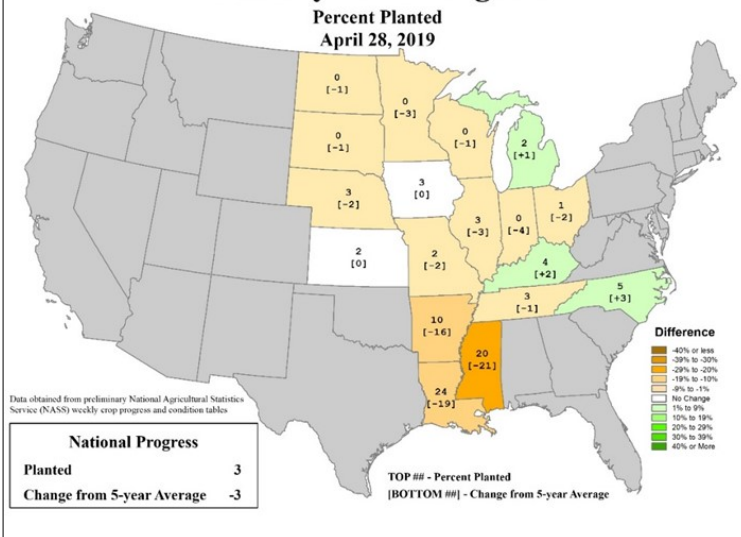 Percent Planted
April 28, 2019
0
[-1]
0
[-3]
0
[-1]
0
[-1]
2
[+1]
3
[-2]
3
[0]
3
[-3]
0
[-4]
1
[-2]
2
[0]
2
[-2]
4
[+2]
3
[-1]
5
[+3]
10
[-16]
20
[-21]
24
[-19]
Difference
-40% or less
-39% to -30%
-29% to -20%
-19% to -10%
-9% to -1%
No Change
1% to 9%
10% to 19%
20% to 29%
30% to 39%
40% or More
Data obtained from preliminary National Agricultural Statistics
Service (NASS) weekly crop progress and condition tables
National Progress
Planted 3
Change from 5-year Average -3
TOP ## - Percent Planted
[BOTTOM ##] - Change from 5-year Average